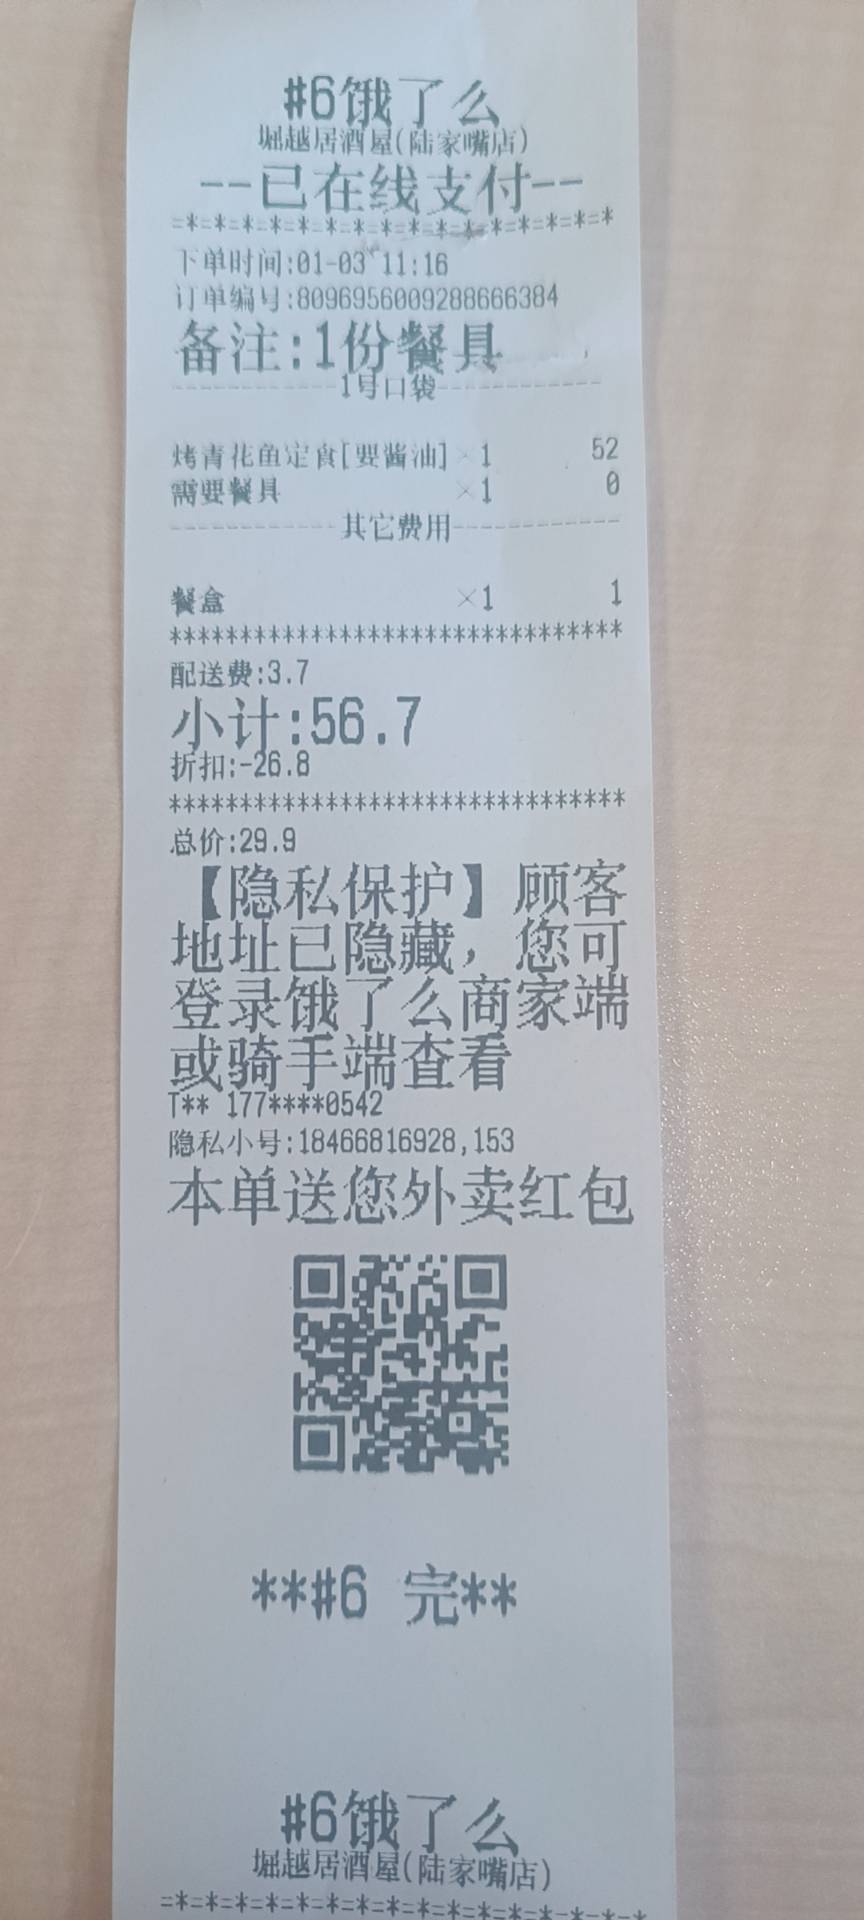 #6饿了么
堀越居酒屋(陆家嘴店)
--已在线支付--
=*=*=*=*=*=*=*=*=*=*=*=*=*=*=*=*
下单时间:01-03 11:16
订单编号:8096956009288666384
备注:1份餐具
------------1号口袋------------
烤青花鱼定食[要酱油] ×1 52
需要餐具 ×1 0
------------其它费用------------
餐盒 ×1 1
********************************
配送费:3.7
小计:56.7
折扣:-26.8
********************************
总价:29.9
【隐私保护】顾客
地址已隐藏，您可
登录饿了么商家端
或骑手端查看
T** 177****0542
隐私小号:18466816928,153
本单送您外卖红包
**#6 完**
#6饿了么
堀越居酒屋(陆家嘴店)
=*=*=*=*=*=*=*=*=*=*=*=*=*=*=*=*